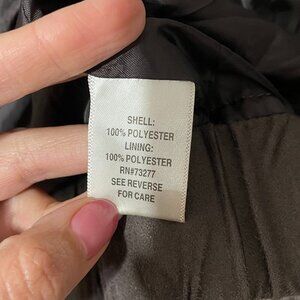 SHELL:
100% POLYESTER
LINING:
100% POLYESTER
RN#73277
SEE REVERSE
FOR CARE